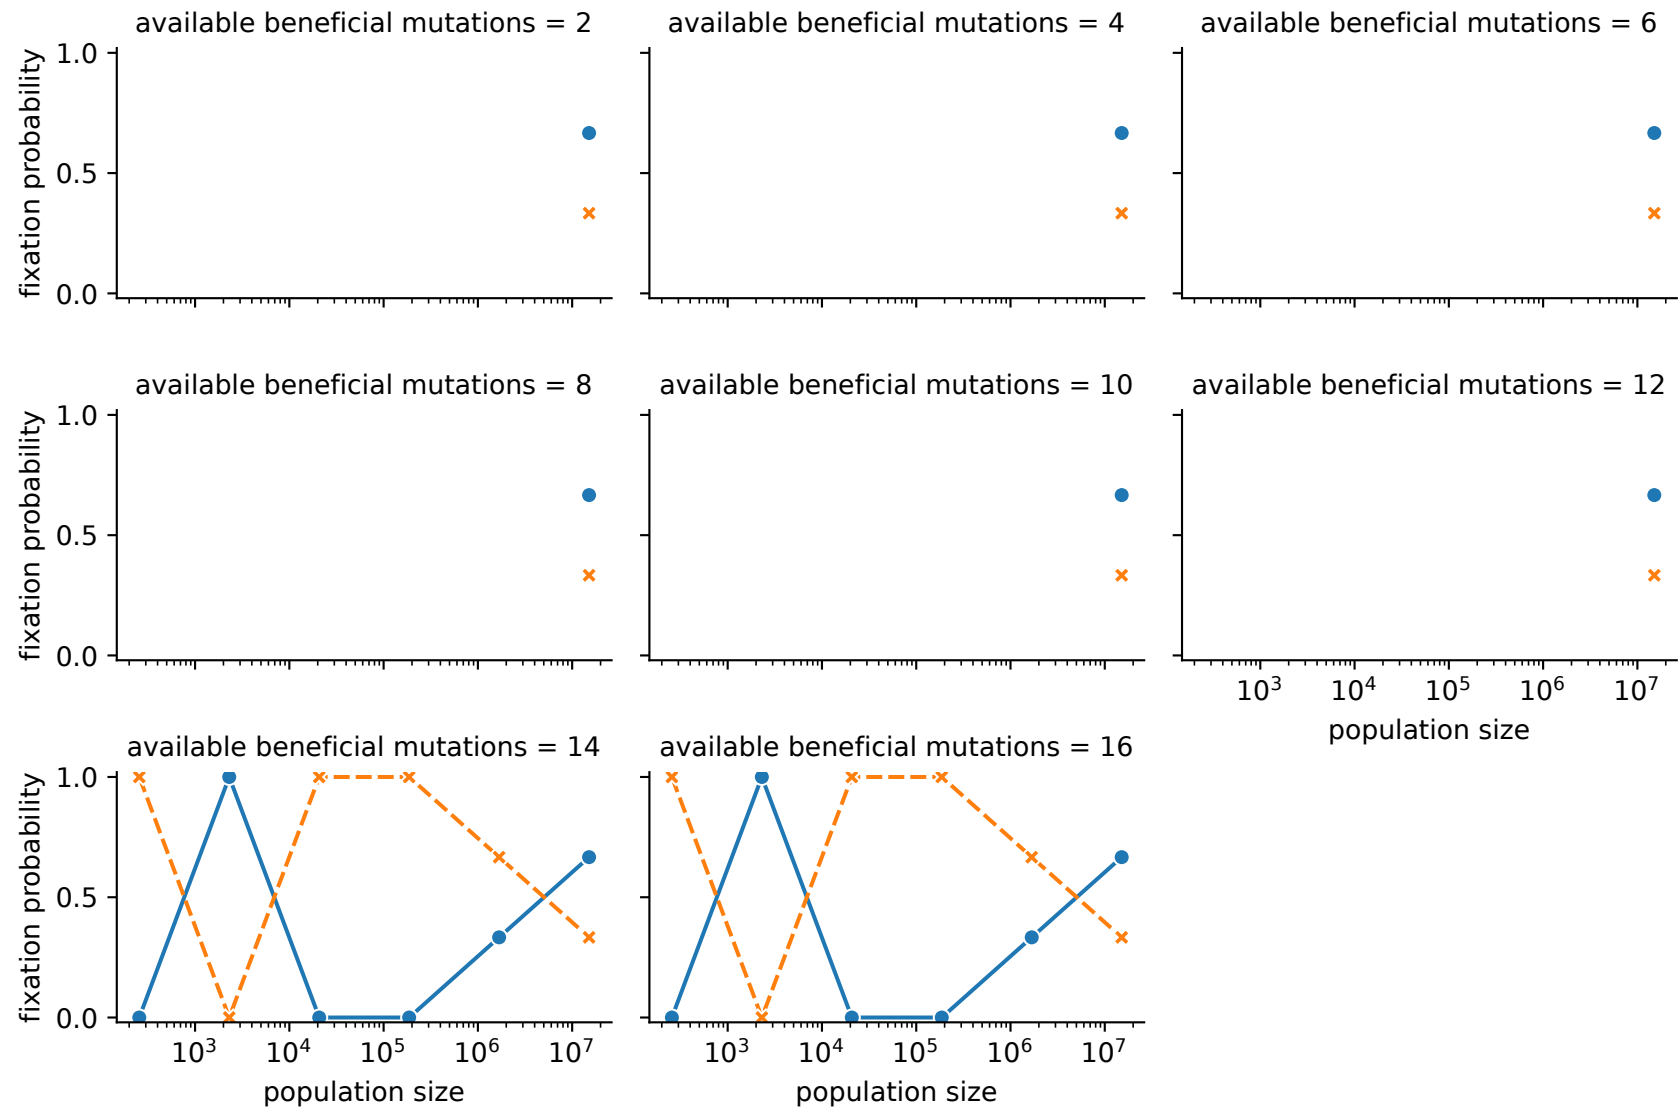 available beneficial mutations = 2
available beneficial mutations = 4
available beneficial mutations = 6
fixation probability
1.0
0.5
0.0
available beneficial mutations = 8
available beneficial mutations = 10
available beneficial mutations = 12
fixation probability
1.0
0.5
0.0
10³ 10⁴ 10⁵ 10⁶ 10⁷
population size
available beneficial mutations = 14
available beneficial mutations = 16
fixation probability
1.0
0.5
0.0
10³ 10⁴ 10⁵ 10⁶ 10⁷
population size
10³ 10⁴ 10⁵ 10⁶ 10⁷
population size